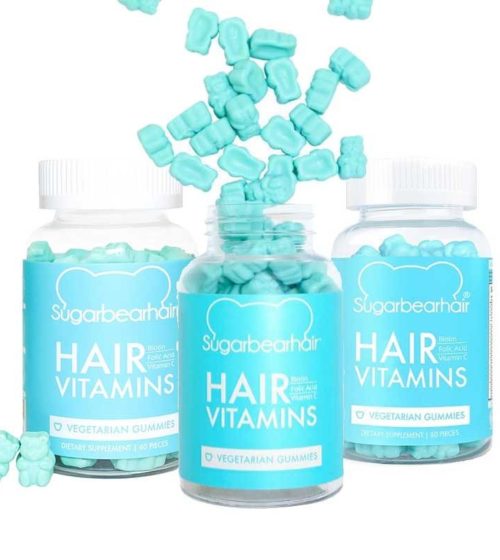 Sugarbearhair
HAIR
Biotin
Folic Acid
Vitamin C
VITAMINS
VEGETARIAN GUMMIES
DIETARY SUPPLEMENT | 60 PIECES
Sugarbearhair
HAIR
Biotin
Folic Acid
Vitamin C
VITAMINS
VEGETARIAN GUMMIES
Sugarbearhair®
HAIR
Biotin
Folic Acid
Vitamin C
VITAMINS
VEGETARIAN GUMMIES
DIETARY SUPPLEMENT | 60 PIECES